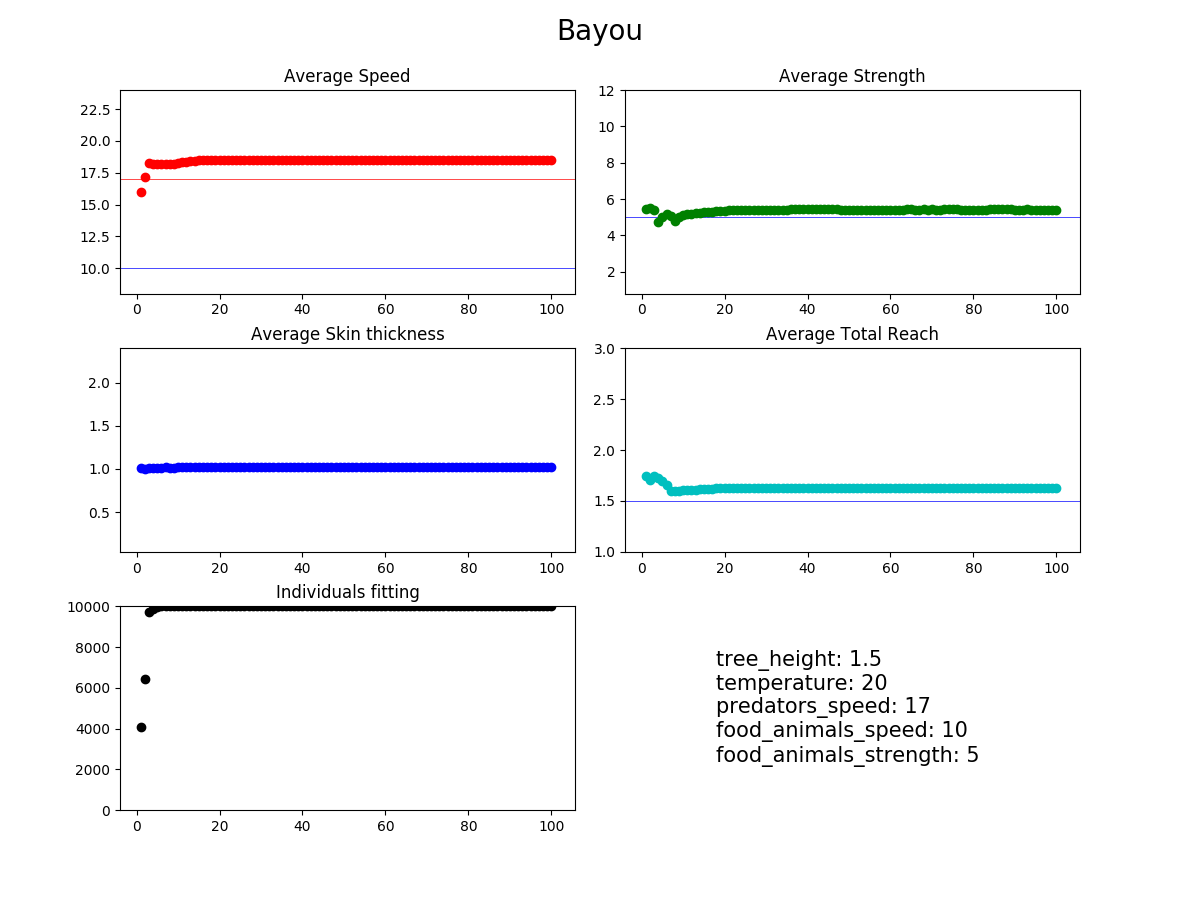 Bayou
Average Speed
22.5
20.0
17.5
15.0
12.5
10.0
0 20 40 60 80 100
Average Strength
12
10
8
6
4
2
0 20 40 60 80 100
Average Skin thickness
2.0
1.5
1.0
0.5
0 20 40 60 80 100
Average Total Reach
3.0
2.5
2.0
1.5
1.0
0 20 40 60 80 100
Individuals fitting
10000
8000
6000
4000
2000
0
0 20 40 60 80 100
tree_height: 1.5
temperature: 20
predators_speed: 17
food_animals_speed: 10
food_animals_strength: 5